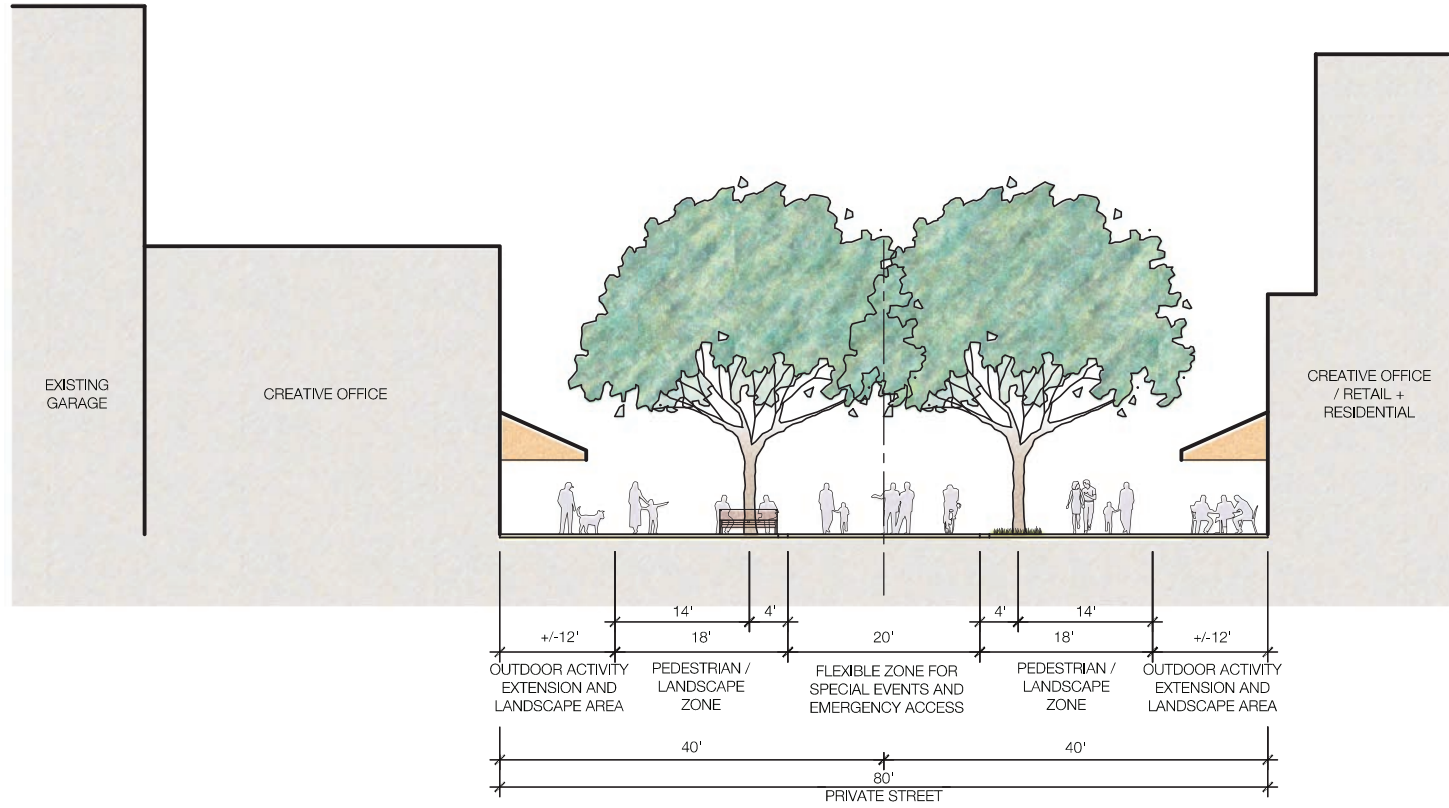 EXISTING
GARAGE
CREATIVE OFFICE
CREATIVE OFFICE
/ RETAIL +
RESIDENTIAL
14'
4'
4'
14'
+/-12'
18'
20'
18'
+/-12'
OUTDOOR ACTIVITY
EXTENSION AND
LANDSCAPE AREA
PEDESTRIAN /
LANDSCAPE
ZONE
FLEXIBLE ZONE FOR
SPECIAL EVENTS AND
EMERGENCY ACCESS
PEDESTRIAN /
LANDSCAPE
ZONE
OUTDOOR ACTIVITY
EXTENSION AND
LANDSCAPE AREA
40'
40'
80'
PRIVATE STREET